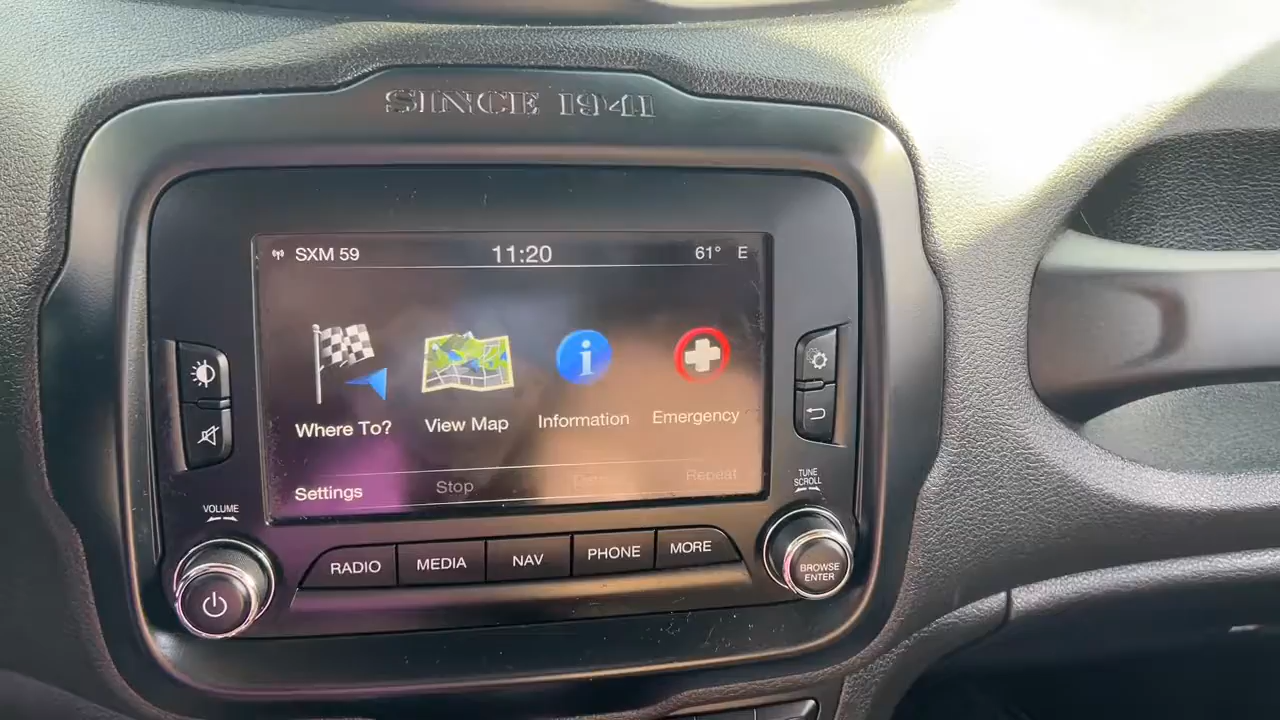 SINCE 1941
SXM 59
11:20
61° E
Where To?
View Map
Information
Emergency
Settings
Stop
Repeat
VOLUME
TUNE
SCROLL
RADIO
MEDIA
NAV
PHONE
MORE
BROWSE
ENTER